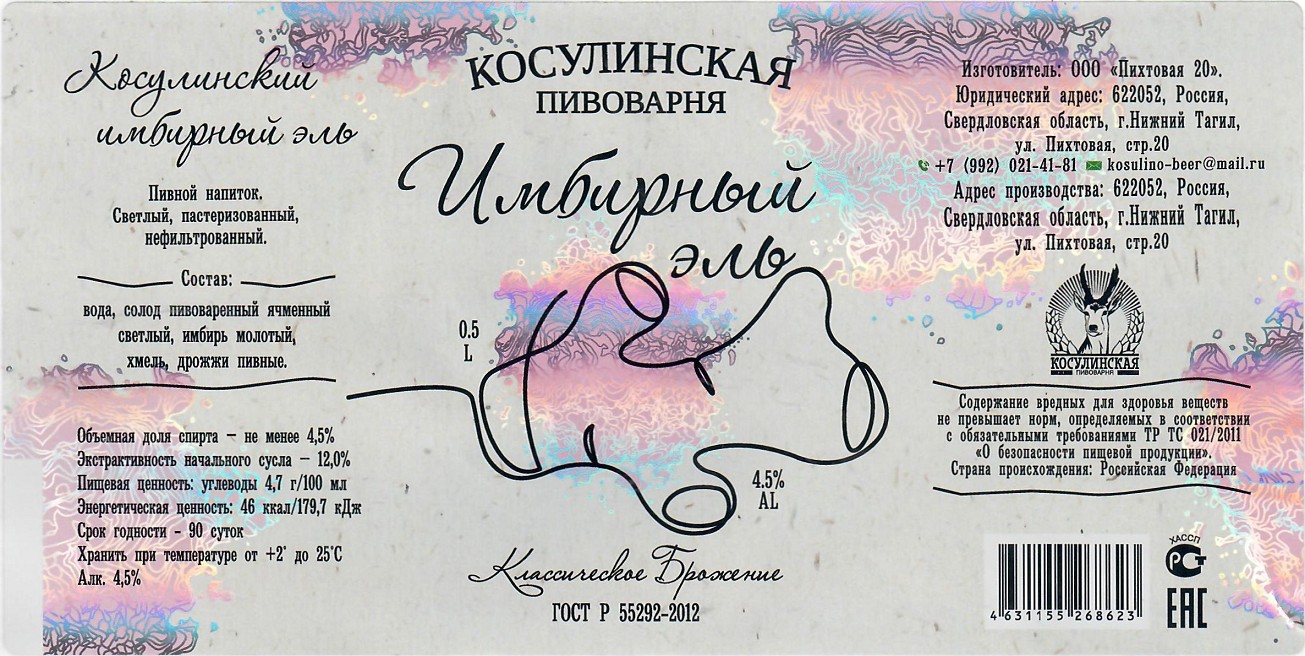 Косулинский
имбирный эль
Пивной напиток.
Светлый, пастеризованный,
нефильтрованный.
Состав:
вода, солод пивоваренный ячменный
светлый, имбирь молотый,
хмель, дрожжи пивные.
Объемная доля спирта – не менее 4,5%
Экстрактивность начального сусла – 12,0%
Пищевая ценность: углеводы 4,7 г/100 мл
Энергетическая ценность: 46 ккал/179,7 кДж
Срок годности - 90 суток
Хранить при температуре от +2° до 25°С
Алк. 4,5%
КОСУЛИНСКАЯ
ПИВОВАРНЯ
Имбирный
эль
0.5
L
4.5%
AL
Классическое Брожение
ГОСТ Р 55292-2012
Изготовитель: ООО «Пихтовая 20».
Юридический адрес: 622052, Россия,
Свердловская область, г.Нижний Тагил,
ул. Пихтовая, стр.20
+7 (992) 021-41-81 kosulino-beer@mail.ru
Адрес производства: 622052, Россия,
Свердловская область, г.Нижний Тагил,
ул. Пихтовая, стр.20
КОСУЛИНСКАЯ
ПИВОВАРНЯ
Содержание вредных для здоровья веществ
не превышает норм, определяемых в соответствии
с обязательными требованиями ТР ТС 021/2011
«О безопасности пищевой продукции».
Страна происхождения: Российская Федерация
4 631155 268623
ХАССП
РСТ
ЕАС